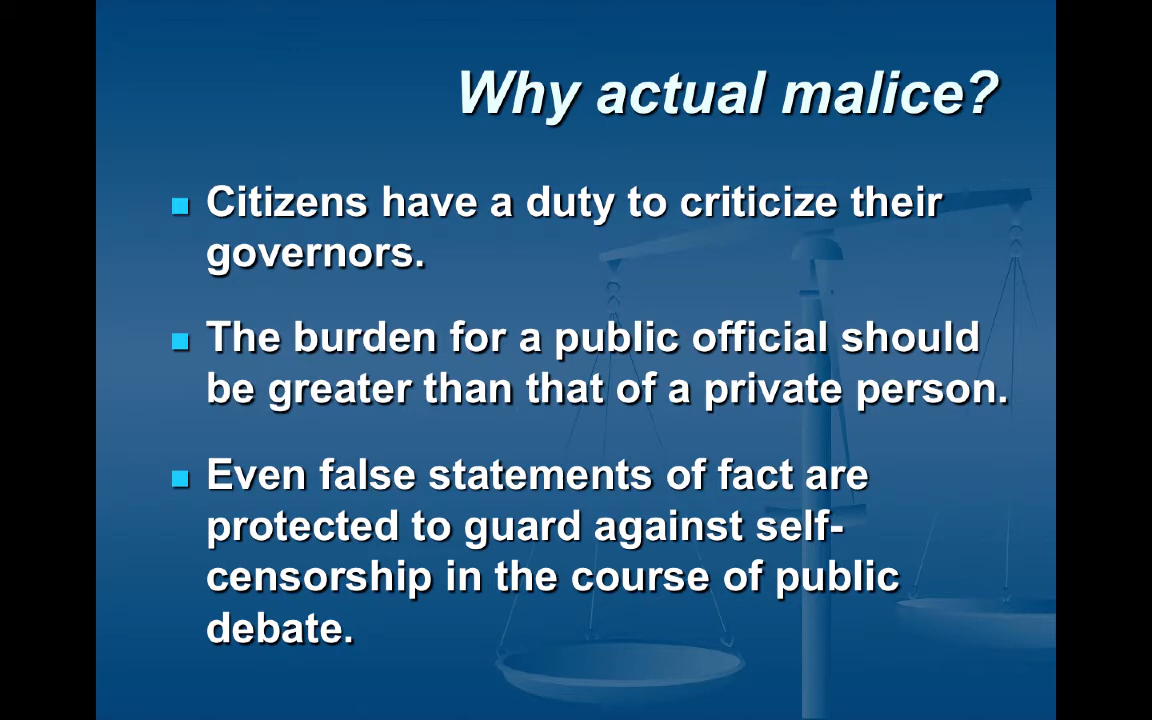 Why actual malice?
Citizens have a duty to criticize their
governors.
The burden for a public official should
be greater than that of a private person.
Even false statements of fact are
protected to guard against self-
censorship in the course of public
debate.